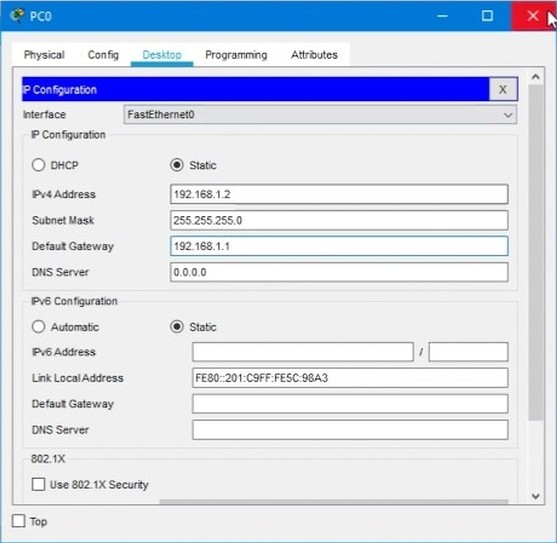 PC0
Physical Config Desktop Programming Attributes
IP Configuration X
Interface FastEthernet0
IP Configuration
DHCP Static
IPv4 Address 192.168.1.2
Subnet Mask 255.255.255.0
Default Gateway 192.168.1.1
DNS Server 0.0.0.0
IPv6 Configuration
Automatic Static
IPv6 Address /
Link Local Address FE80::201:C9FF:FE5C:98A3
Default Gateway
DNS Server
802.1X
Use 802.1X Security
Top